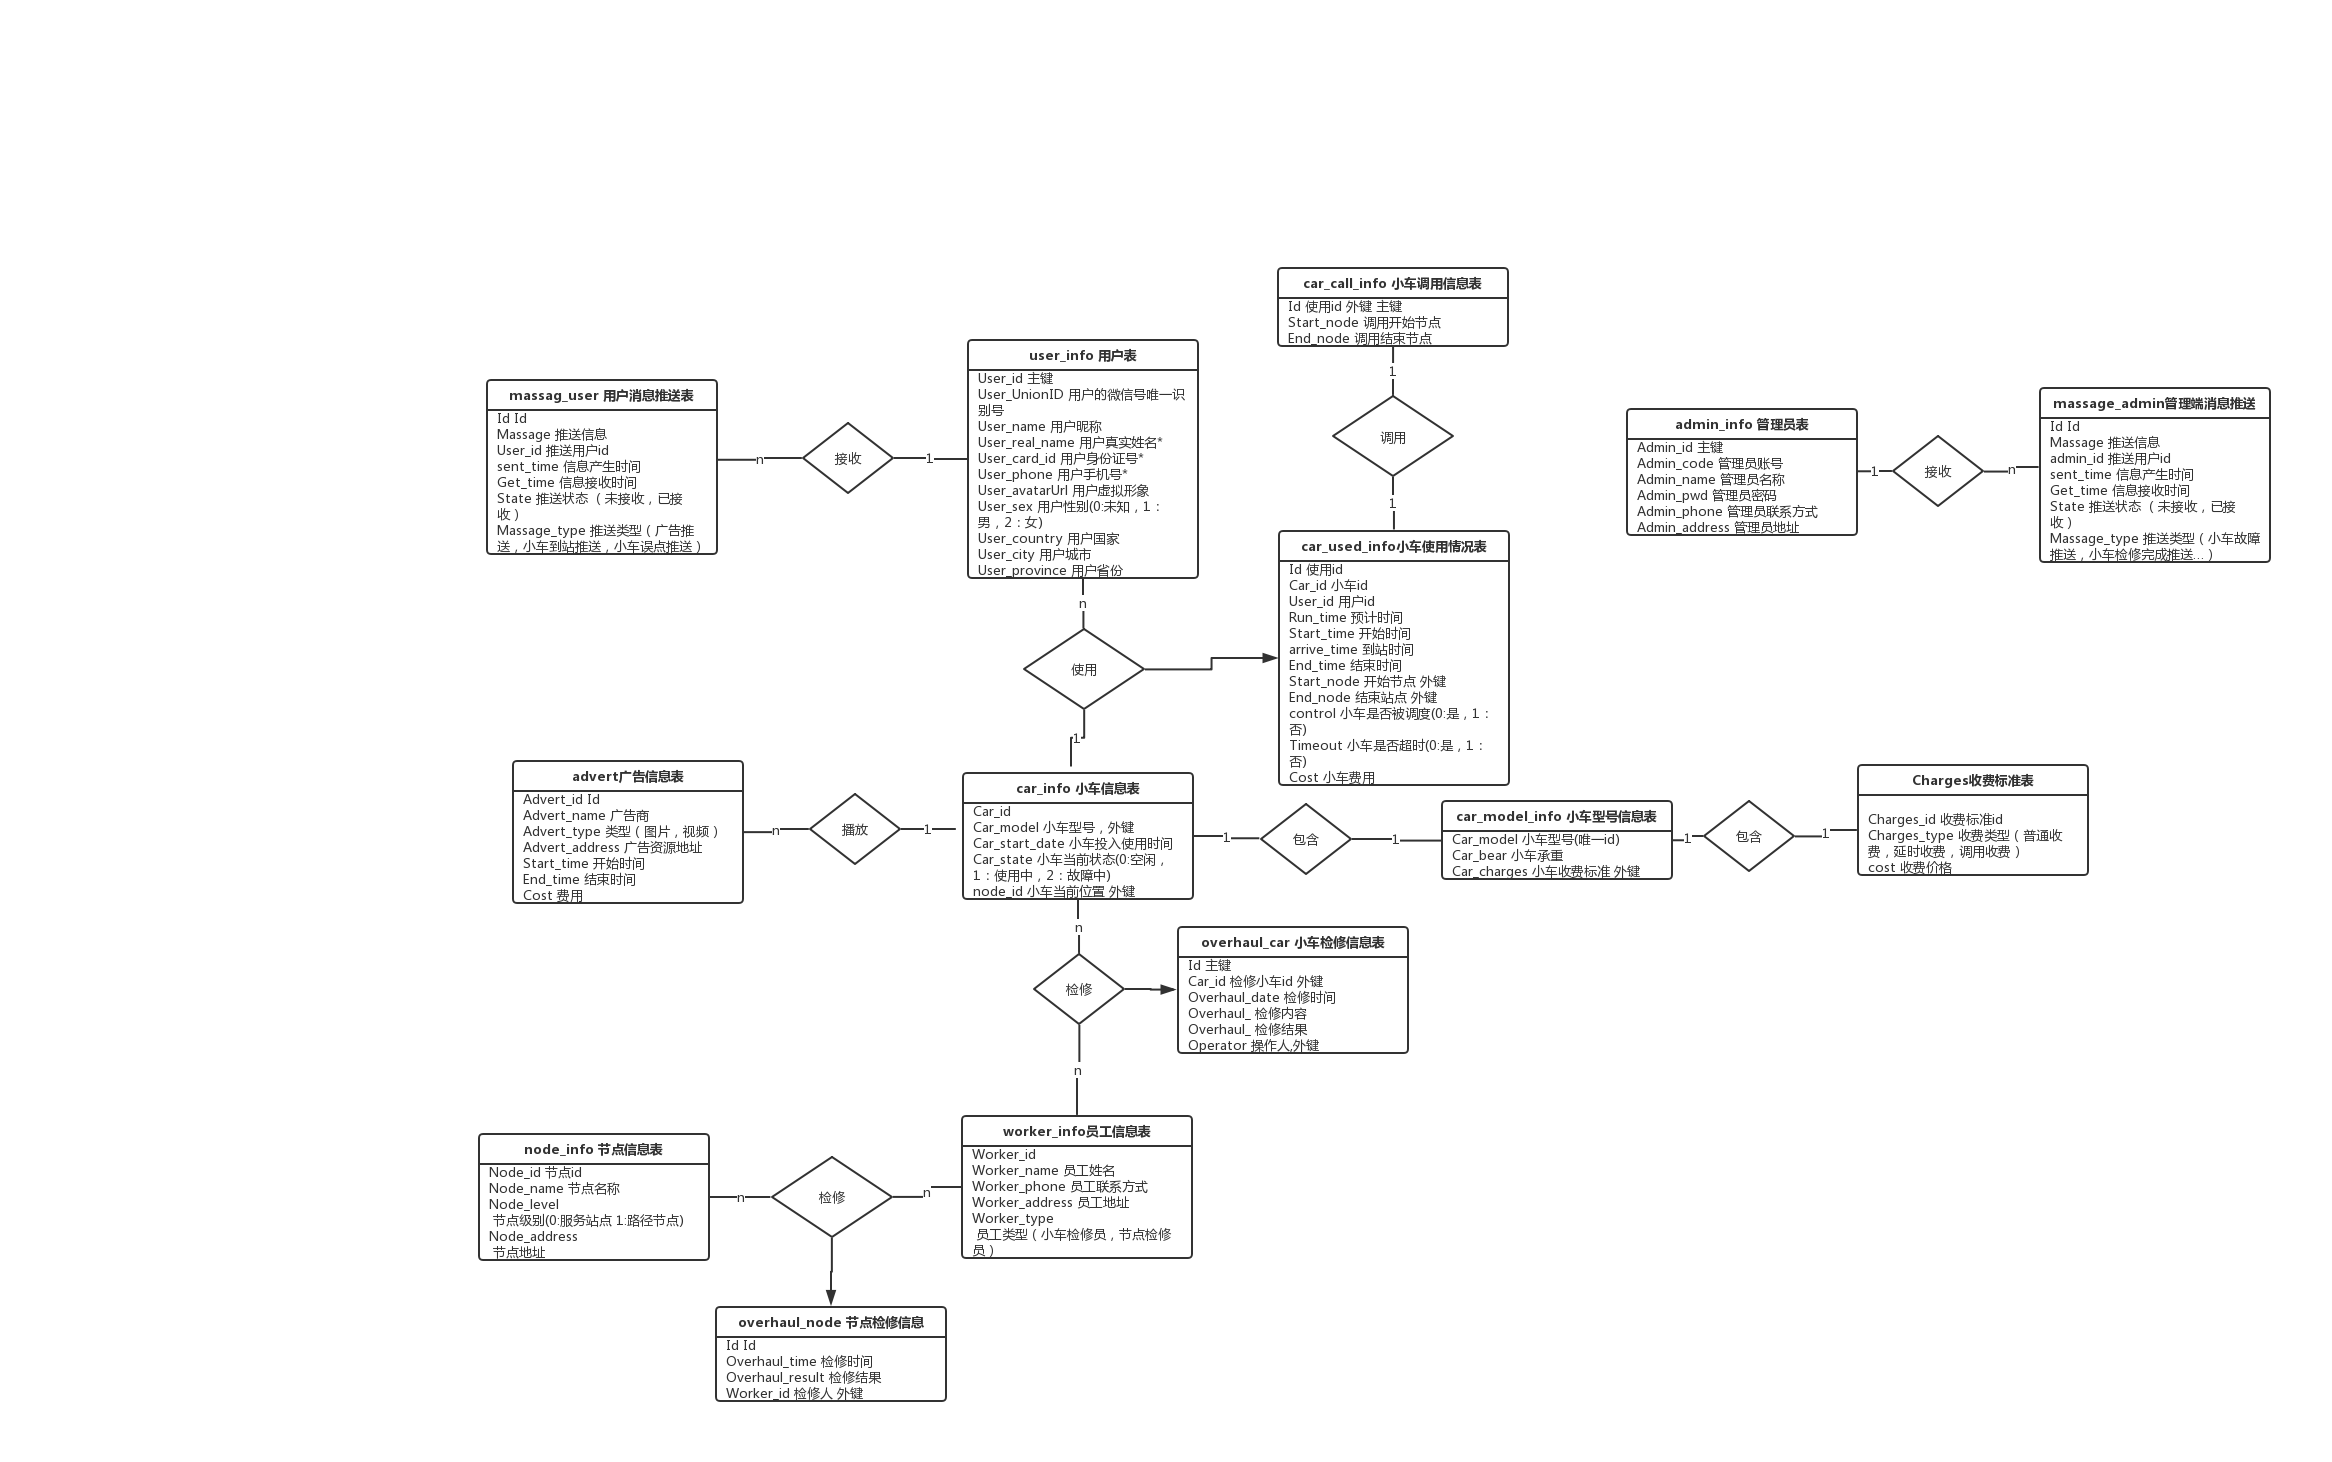 car_call_info 小车调用信息表
Id 使用id 外键 主键
Start_node 调用开始节点
End_node 调用结束节点
1
调用
1
user_info 用户表
User_id 主键
User_UnionID 用户的微信号唯一识
别号
User_name 用户昵称
User_real_name 用户真实姓名*
User_card_id 用户身份证号*
User_phone 用户手机号*
User_avatarUrl 用户虚拟形象
User_sex 用户性别(0:未知，1：
男，2：女)
User_country 用户国家
User_city 用户城市
User_province 用户省份
massag_user 用户消息推送表
Id Id
Massage 推送信息
User_id 推送用户id
sent_time 信息产生时间
Get_time 信息接收时间
State 推送状态 （未接收，已接
收）
Massage_type 推送类型（广告推
送，小车到站推送，小车误点推送）
n
接收
1
admin_info 管理员表
Admin_id 主键
Admin_code 管理员账号
Admin_name 管理员名称
Admin_pwd 管理员密码
Admin_phone 管理员联系方式
Admin_address 管理员地址
1
接收
n
massage_admin管理端消息推送
Id Id
Massage 推送信息
admin_id 推送用户id
sent_time 信息产生时间
Get_time 信息接收时间
State 推送状态 （未接收，已接
收）
Massage_type 推送类型（小车故障
推送，小车检修完成推送...）
n
使用
1
car_used_info小车使用情况表
Id 使用id
Car_id 小车id
User_id 用户id
Run_time 预计时间
Start_time 开始时间
arrive_time 到站时间
End_time 结束时间
Start_node 开始节点 外键
End_node 结束站点 外键
control 小车是否被调度(0:是，1：
否)
Timeout 小车是否超时(0:是，1：
否)
Cost 小车费用
advert广告信息表
Advert_id Id
Advert_name 广告商
Advert_type 类型（图片，视频）
Advert_address 广告资源地址
Start_time 开始时间
End_time 结束时间
Cost 费用
n
播放
1
car_info 小车信息表
Car_id
Car_model 小车型号，外键
Car_start_date 小车投入使用时间
Car_state 小车当前状态(0:空闲，
1：使用中，2：故障中)
node_id 小车当前位置 外键
1
包含
1
car_model_info 小车型号信息表
Car_model 小车型号(唯一id)
Car_bear 小车承重
Car_charges 小车收费标准 外键
1
包含
1
Charges收费标准表
Charges_id 收费标准id
Charges_type 收费类型（普通收
费，延时收费，调用收费）
cost 收费价格
n
检修
n
overhaul_car 小车检修信息表
Id 主键
Car_id 检修小车id 外键
Overhaul_date 检修时间
Overhaul_ 检修内容
Overhaul_ 检修结果
Operator 操作人,外键
node_info 节点信息表
Node_id 节点id
Node_name 节点名称
Node_level
节点级别(0:服务站点 1:路径节点)
Node_address
节点地址
n
检修
n
worker_info员工信息表
Worker_id
Worker_name 员工姓名
Worker_phone 员工联系方式
Worker_address 员工地址
Worker_type
员工类型（小车检修员，节点检修
员）
overhaul_node 节点检修信息
Id Id
Overhaul_time 检修时间
Overhaul_result 检修结果
Worker_id 检修人 外键